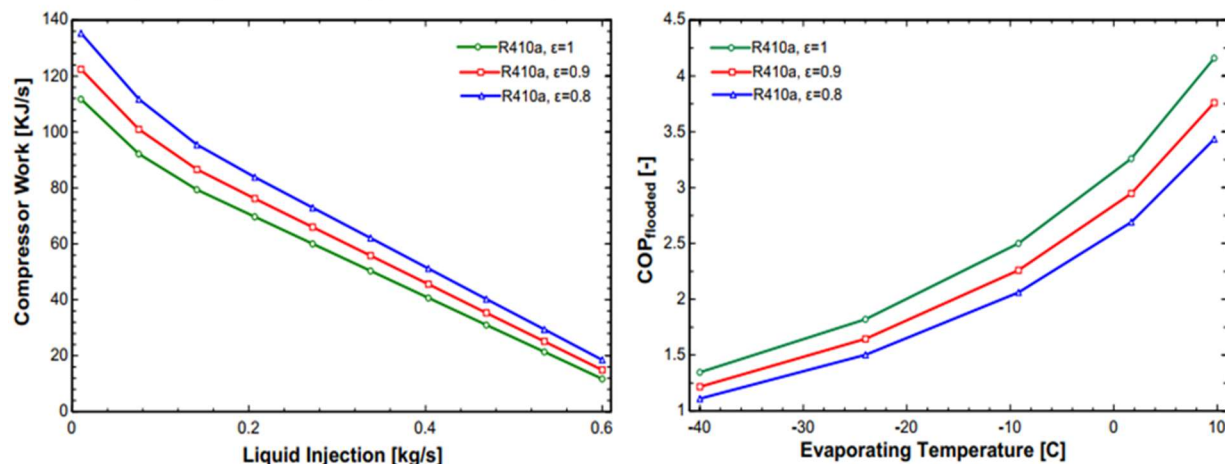 140
120
100
80
60
40
20
0
0
0.2
0.4
0.6
Compressor Work [KJ/s]
Liquid Injection [kg/s]
R410a, ε=1
R410a, ε=0.9
R410a, ε=0.8
4.5
4
3.5
3
2.5
2
1.5
1
-40
-30
-20
-10
0
10
COPflooded [-]
Evaporating Temperature [C]
R410a, ε=1
R410a, ε=0.9
R410a, ε=0.8